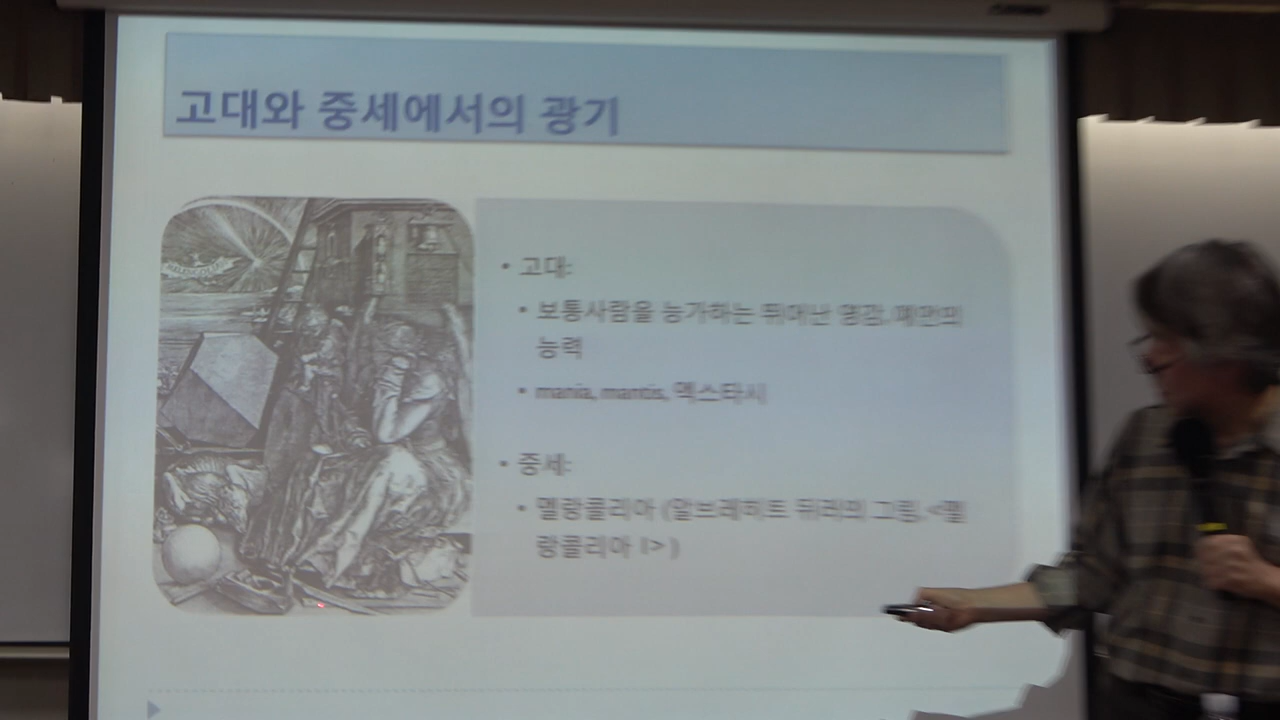 고대와 중세에서의 광기
MELENCOLIA I
• 고대:
• 보통사람을 능가하는 뛰어난 영감, 예언의
능력
• mania, mantis, 엑스타시
• 중세:
• 멜랑콜리아 (알브레히트 뒤러의 그림, <멜
랑콜리아 I> )